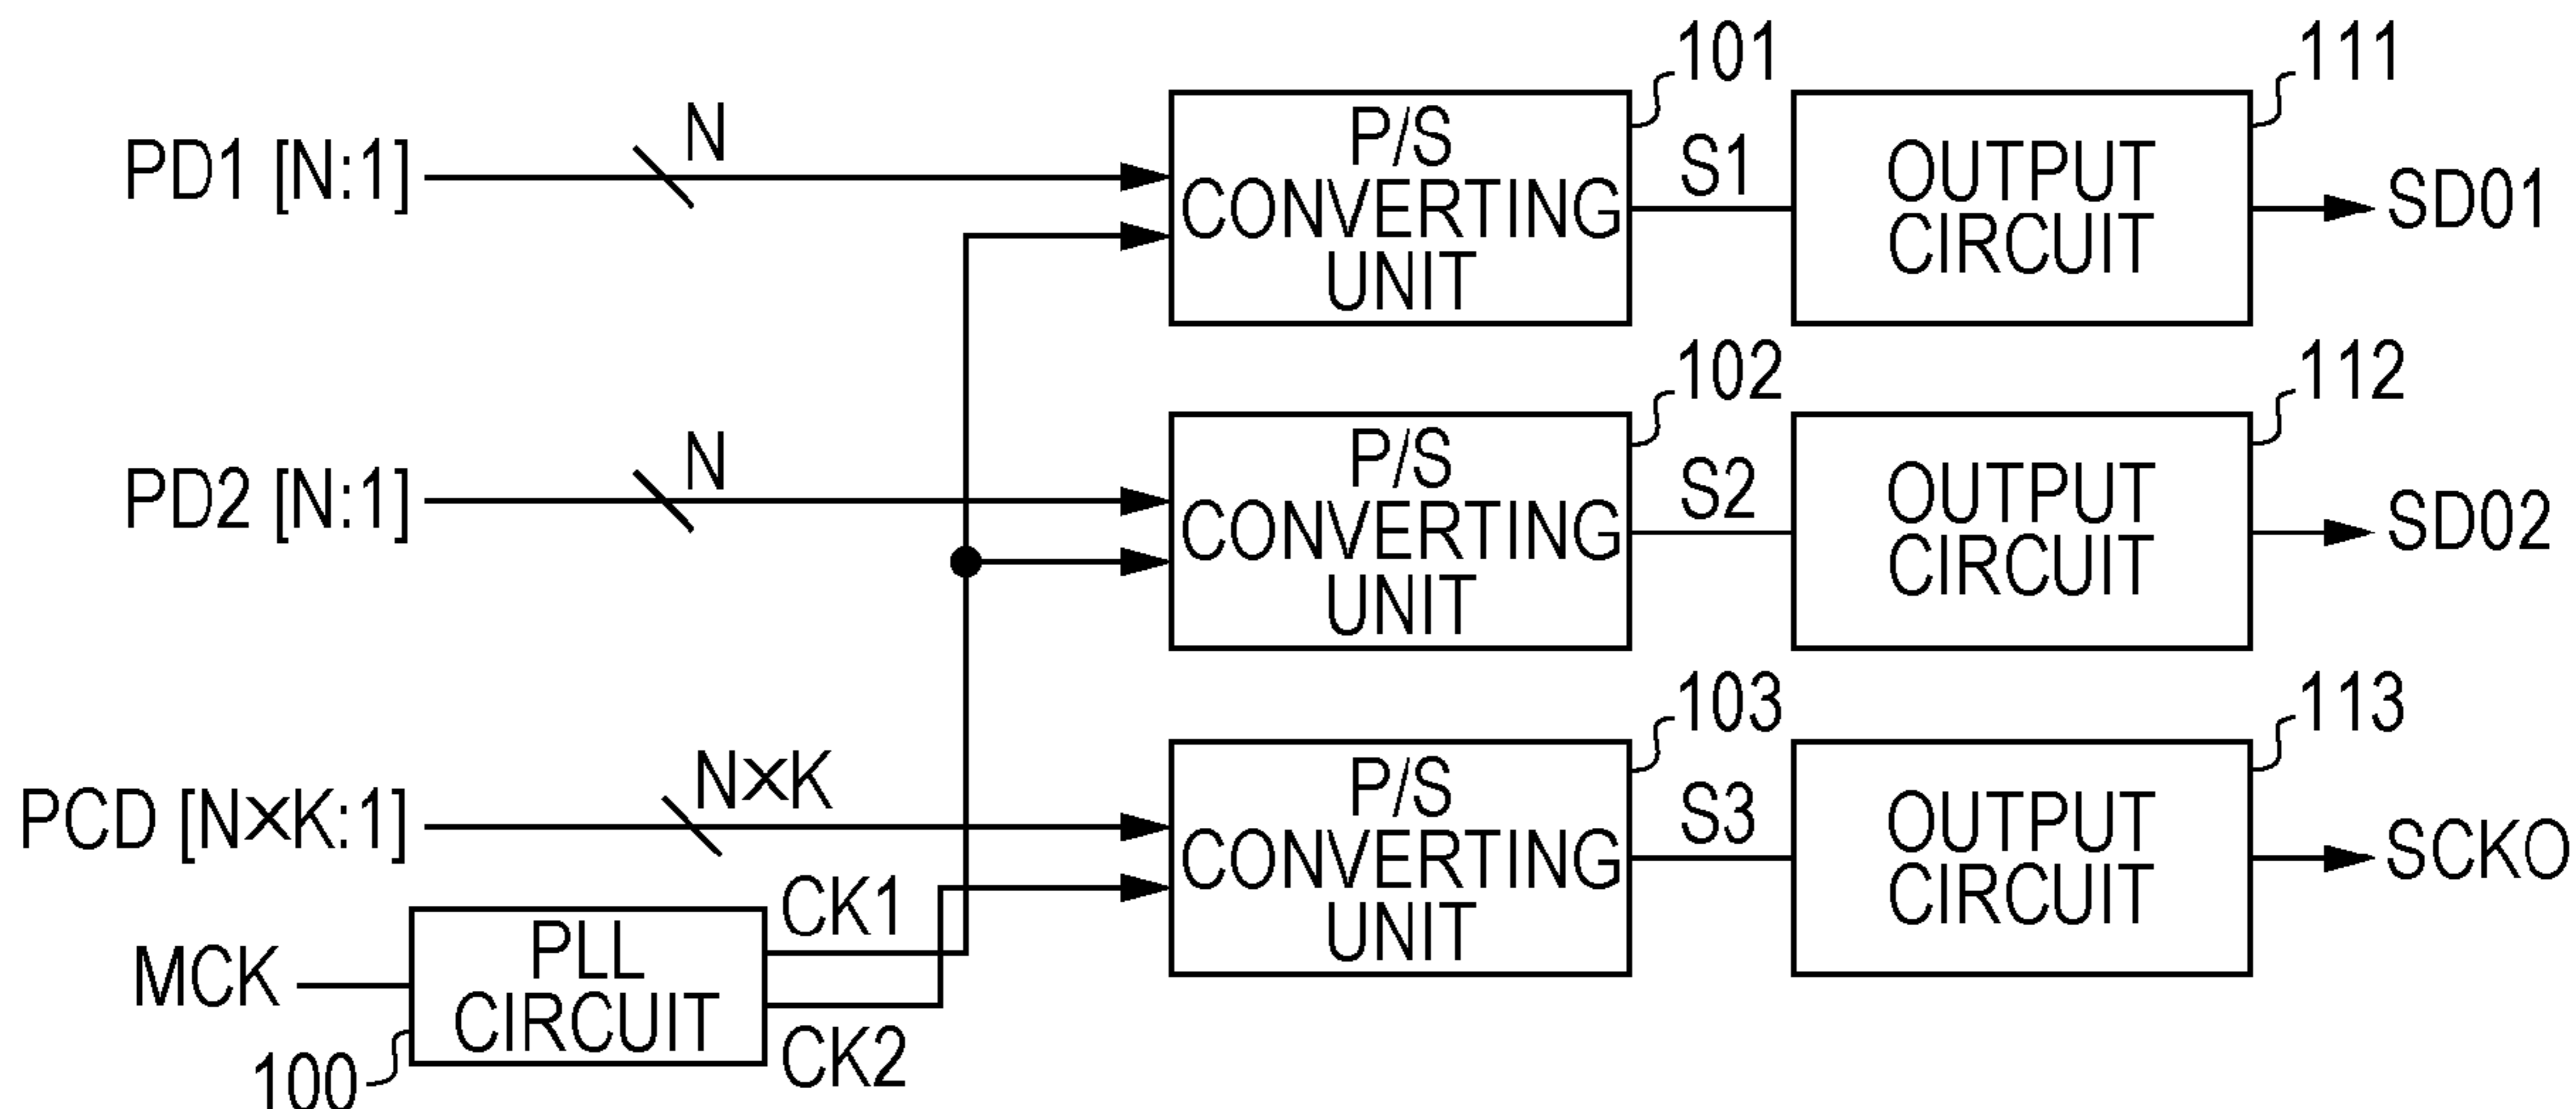 101
111
PD1 [N:1]
N
P/S
CONVERTING
UNIT
S1
OUTPUT
CIRCUIT
SD01
102
112
PD2 [N:1]
N
P/S
CONVERTING
UNIT
S2
OUTPUT
CIRCUIT
SD02
103
113
PCD [N×K:1]
N×K
P/S
CONVERTING
UNIT
S3
OUTPUT
CIRCUIT
SCKO
MCK
PLL
CIRCUIT
CK1
CK2
100